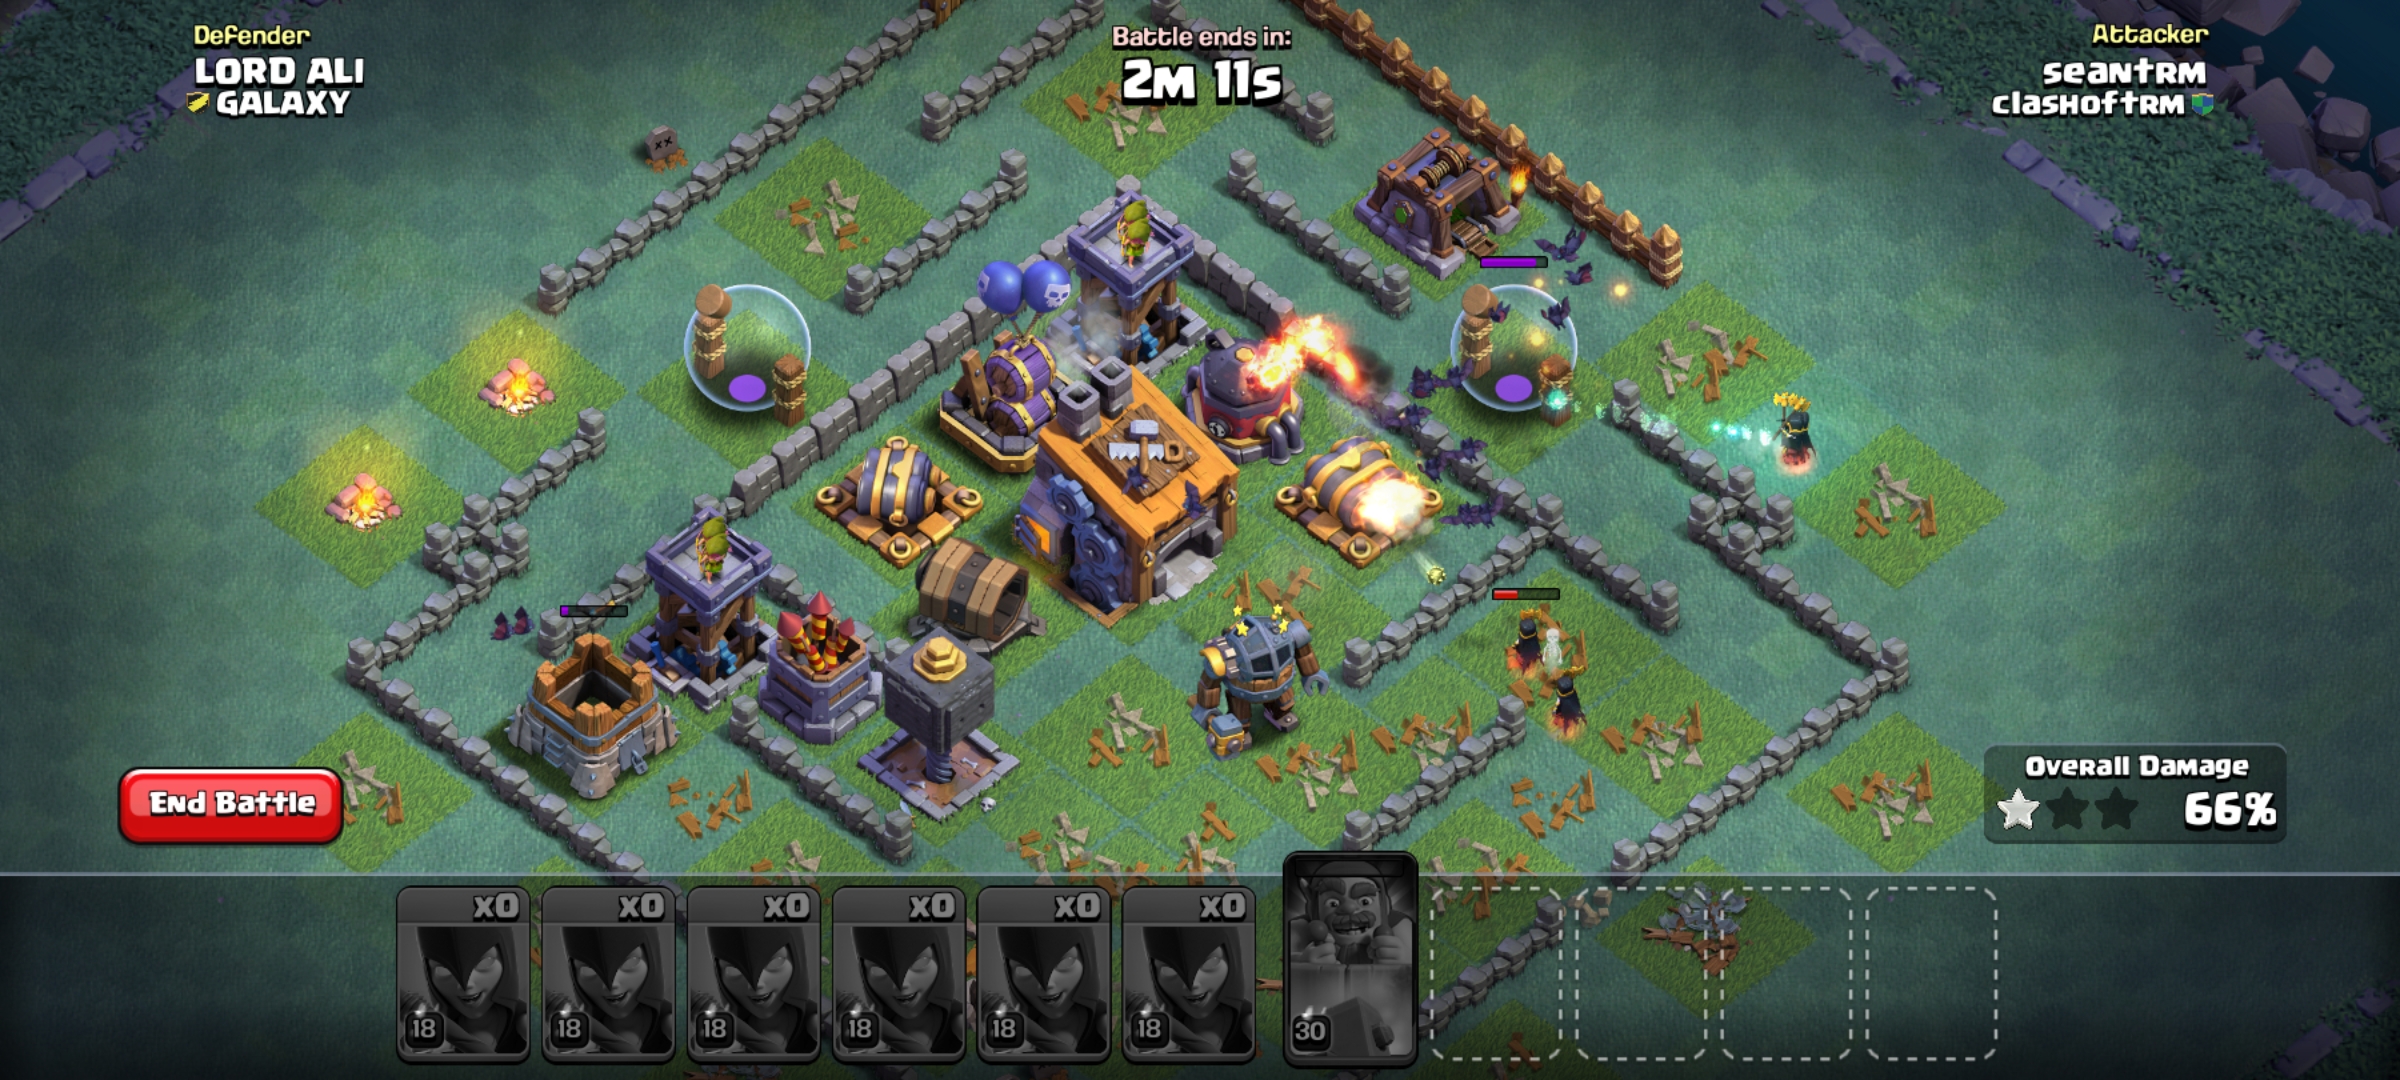 Defender
LORD ALI
GALAXY
Battle ends in:
2M 11S
Attacker
seantRM
clashoftRM
End Battle
Overall Damage
66%
x0 x0 x0 x0 x0 x0
18 18 18 18 18 18 30